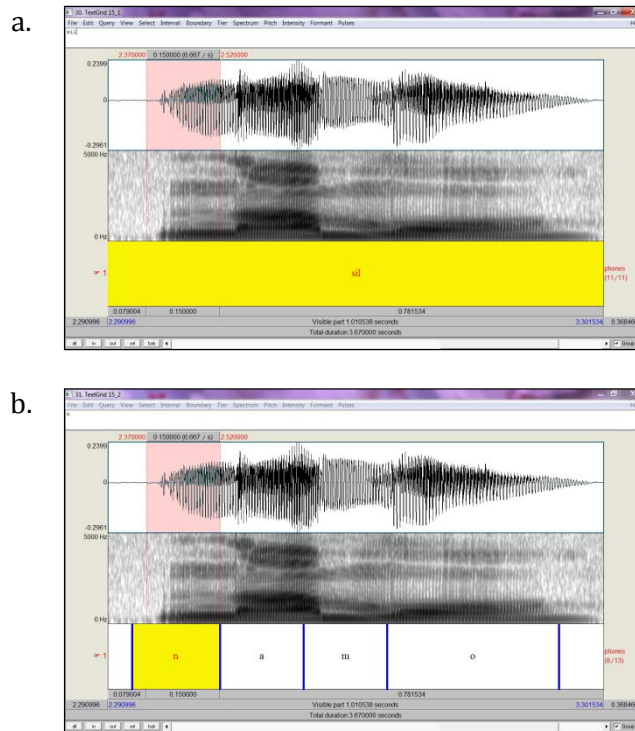 a.
30. TextGrid 15_1
File Edit Query View Select Interval Boundary Tier Spectrum Pitch Intensity Formant Pulses
sil
2.370000 0.150000 (6.667 / s) 2.520000
0.2399
0
-0.2961
5000 Hz
0 Hz
1 sil phones
(11/11)
0.079004 0.150000 0.781534
2.290996 2.290996 Visible part 1.010538 seconds 3.301534 0.36846
Total duration 3.670000 seconds
all in out sel bak
b.
31. TextGrid 15_2
File Edit Query View Select Interval Boundary Tier Spectrum Pitch Intensity Formant Pulses
n
2.370000 0.150000 (6.667 / s) 2.520000
0.2399
0
-0.2961
5000 Hz
0 Hz
1 n a m o phones
(8/13)
0.079004 0.150000 0.781534
2.290996 2.290996 Visible part 1.010538 seconds 3.301534 0.36846
Total duration 3.670000 seconds
all in out sel bak